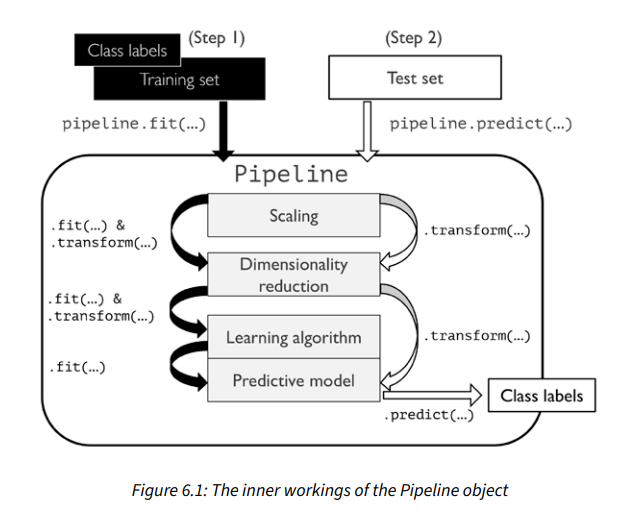 (Step 1)
Class labels
Training set
(Step 2)
Test set
pipeline.fit(…)
pipeline.predict(…)
Pipeline
Scaling
.fit(…) &
.transform(…)
.transform(…)
Dimensionality
reduction
.fit(…) &
.transform(…)
Learning algorithm
.transform(…)
.fit(…)
Predictive model
.predict(…)
Class labels
Figure 6.1: The inner workings of the Pipeline object